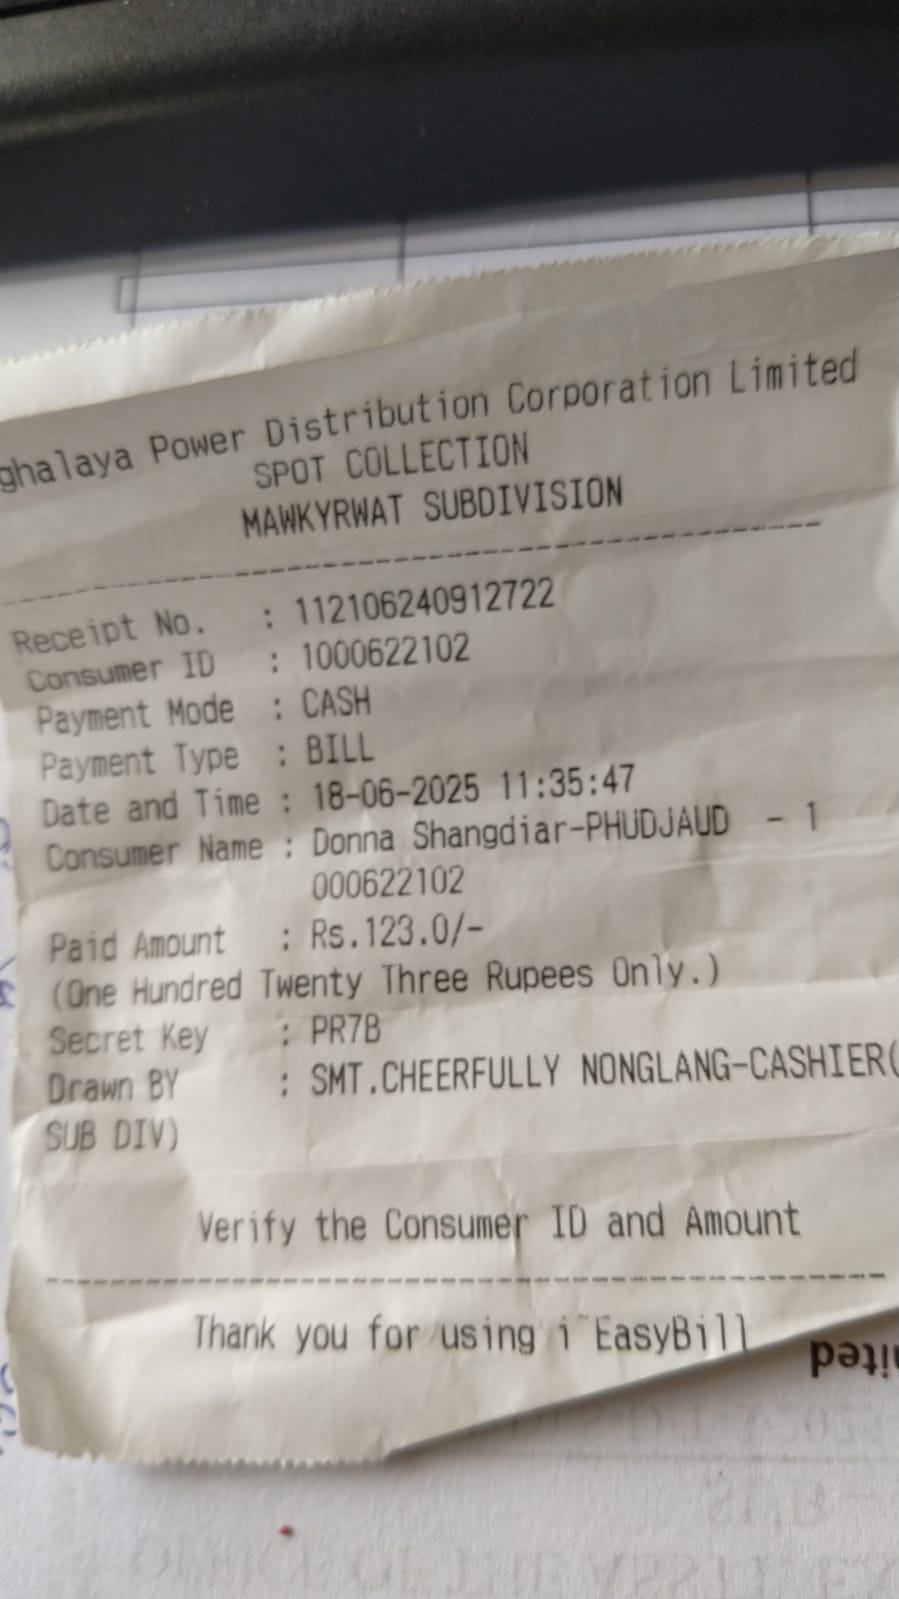 ghalaya Power Distribution Corporation Limited
SPOT COLLECTION
MAWKYRWAT SUBDIVISION
Receipt No. : 112106240912722
Consumer ID : 1000622102
Payment Mode : CASH
Payment Type : BILL
Date and Time : 18-06-2025 11:35:47
Consumer Name : Donna Shangdiar-PHUDJAUD - 1
000622102
Paid Amount : Rs.123.0/-
(One Hundred Twenty Three Rupees Only.)
Secret Key : PR7B
Drawn BY : SMT.CHEERFULLY NONGLANG-CASHIER(
SUB DIV)
Verify the Consumer ID and Amount
Thank you for using i~EasyBill